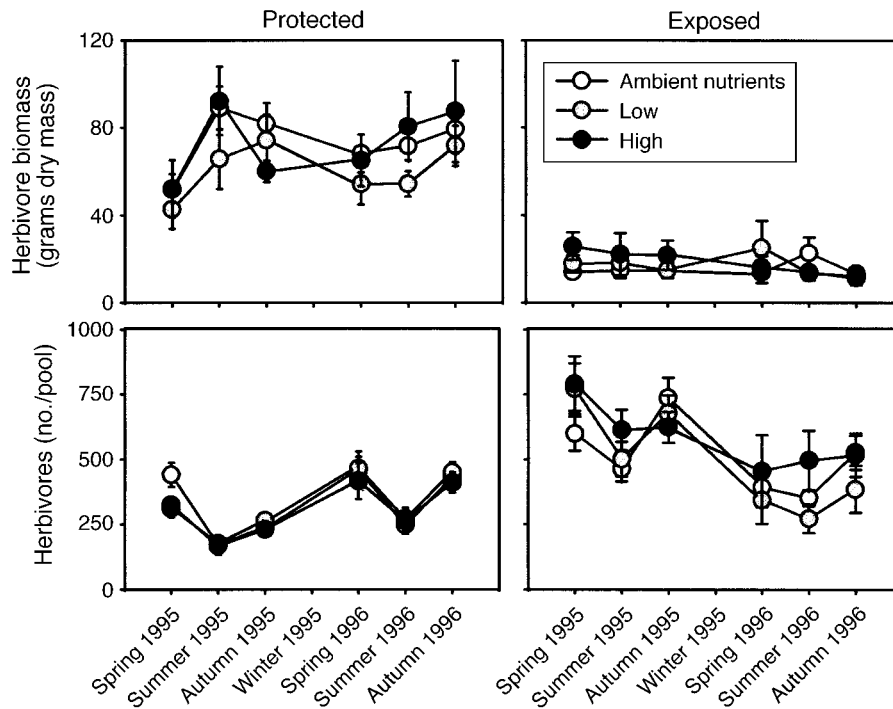 Protected
Exposed
Herbivore biomass
(grams dry mass)
120
80
40
0
Ambient nutrients
Low
High
Herbivores (no./pool)
1000
750
500
250
0
Spring 1995
Summer 1995
Autumn 1995
Winter 1995
Spring 1996
Summer 1996
Autumn 1996
Spring 1995
Summer 1995
Autumn 1995
Winter 1995
Spring 1996
Summer 1996
Autumn 1996